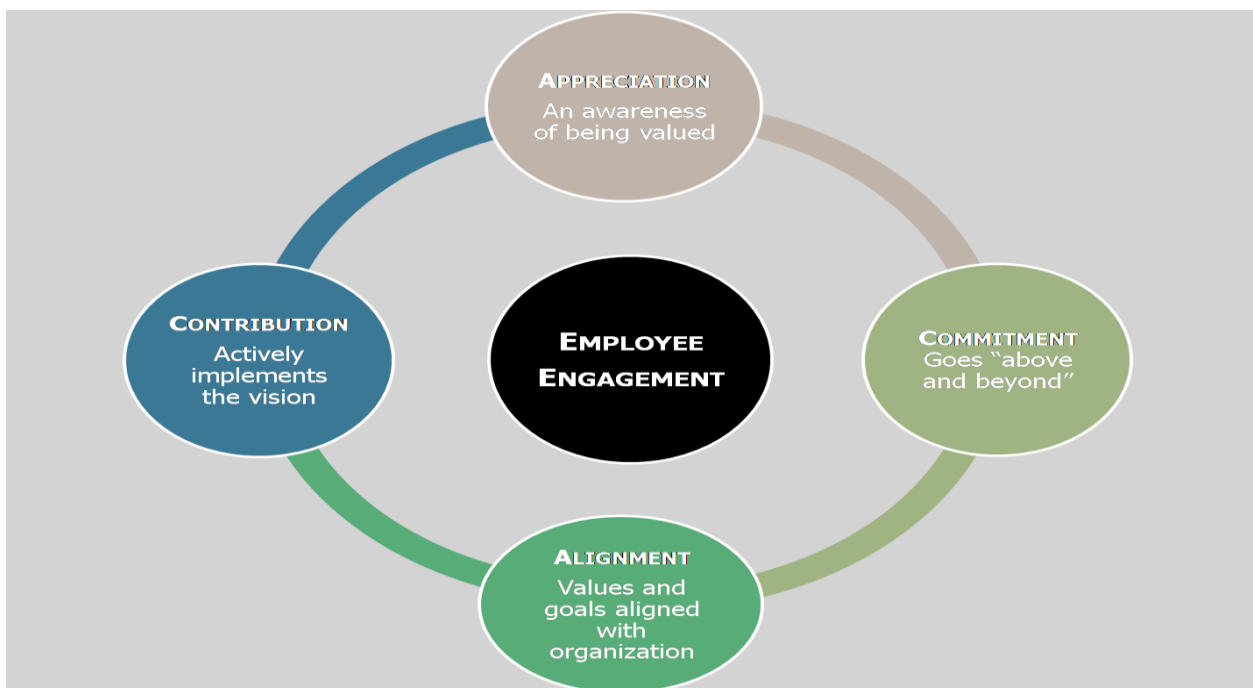 APPRECIATION
An awareness
of being valued
CONTRIBUTION
Actively
implements
the vision
EMPLOYEE
ENGAGEMENT
COMMITMENT
Goes “above
and beyond”
ALIGNMENT
Values and
goals aligned
with
organization